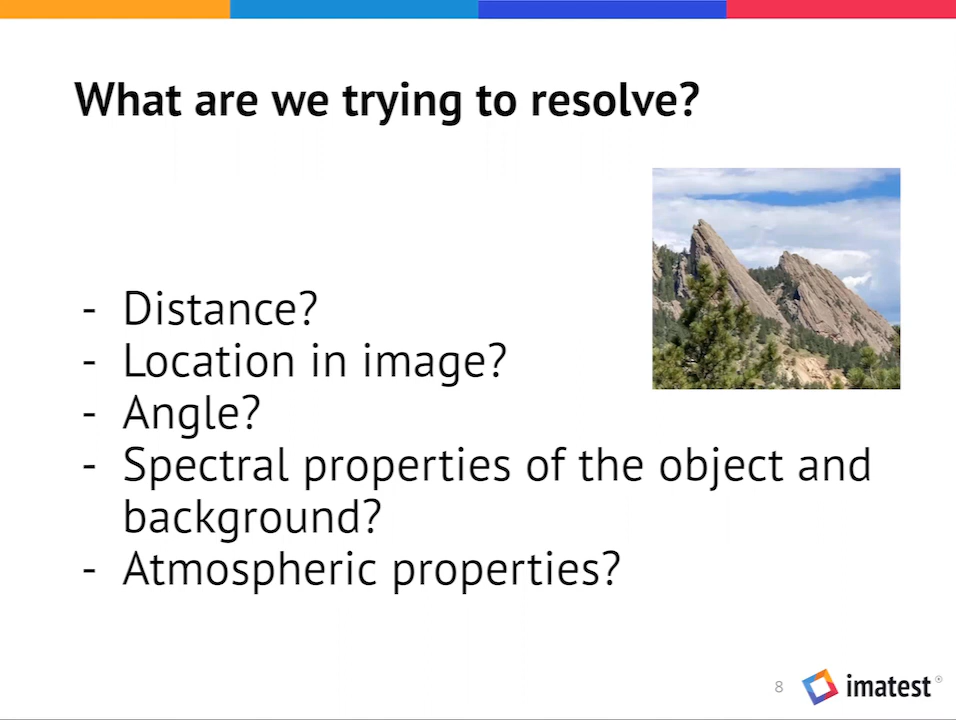 What are we trying to resolve?
- Distance?
- Location in image?
- Angle?
- Spectral properties of the object and
background?
- Atmospheric properties?
8
imatest®